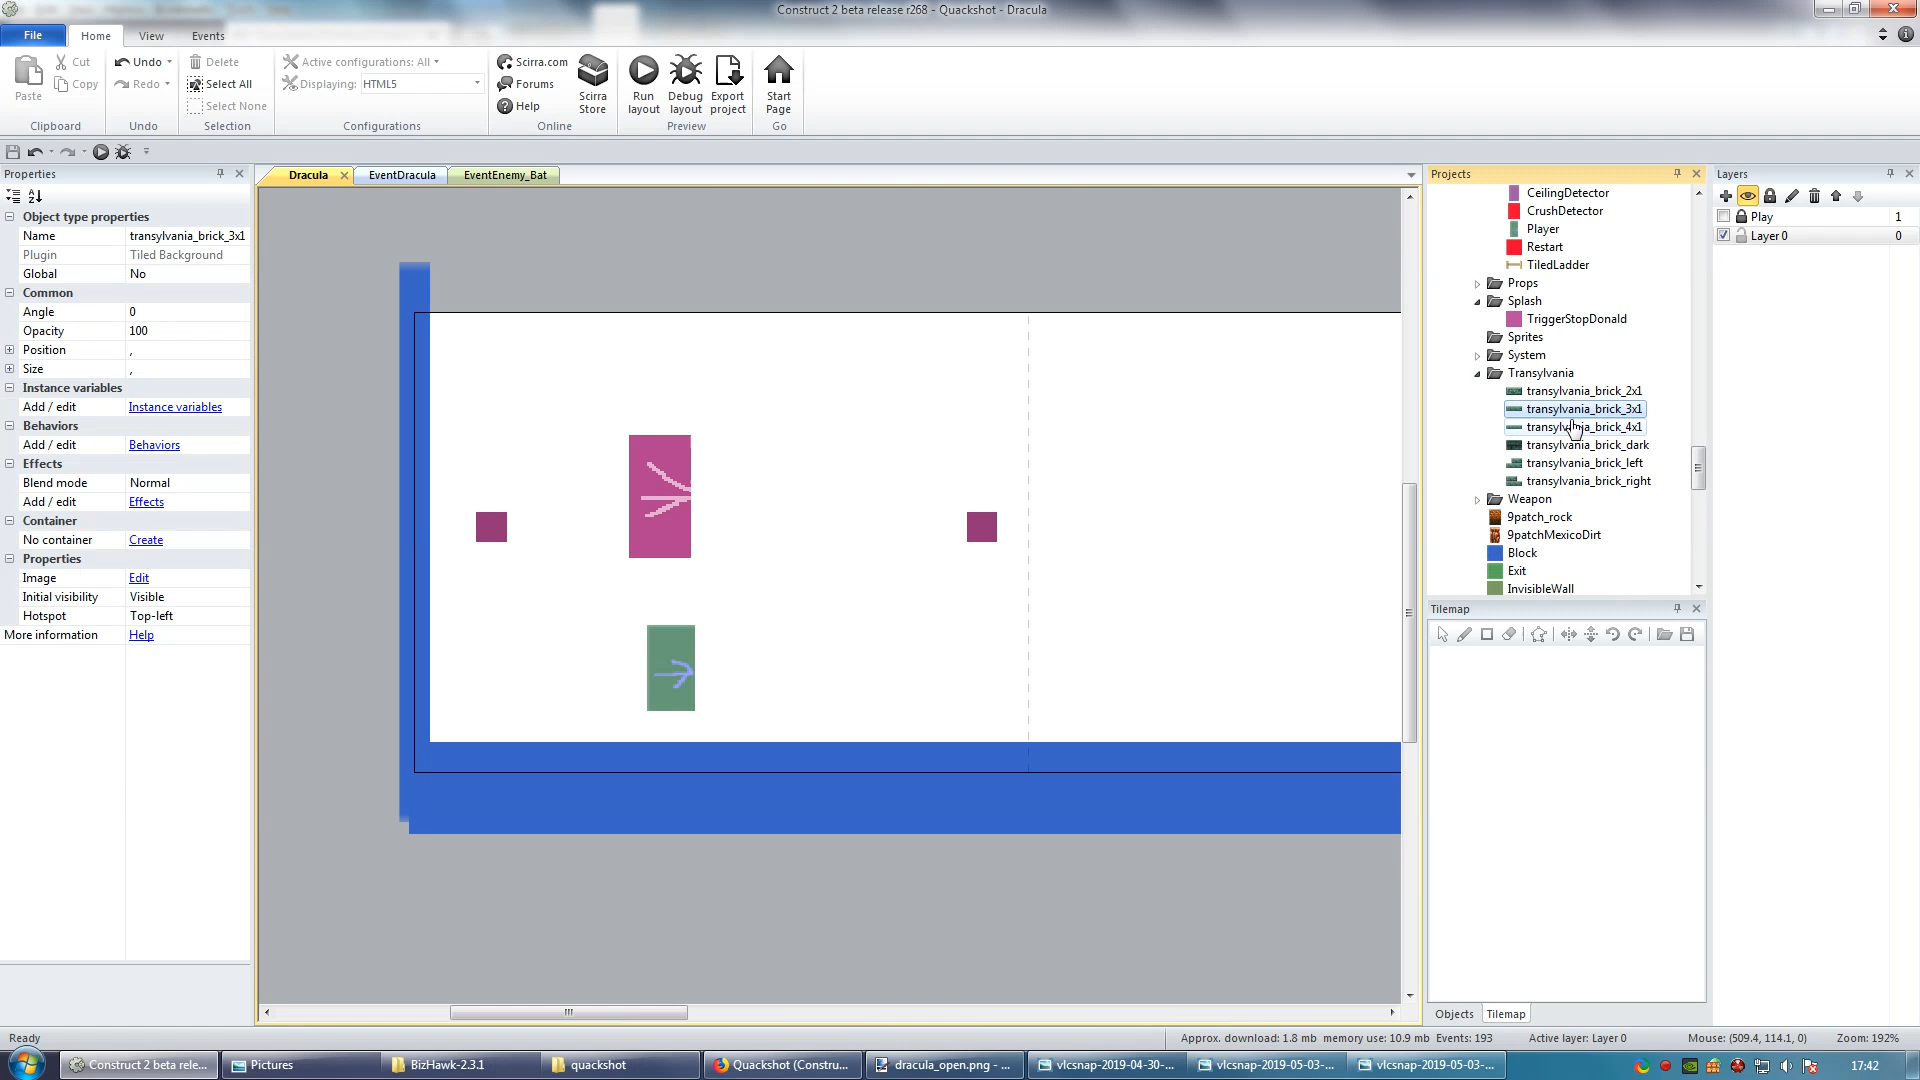 Construct 2 beta release r268 - Quackshot - Dracula
File Home View Events
Paste Cut Copy
Clipboard
Undo Redo
Undo
Delete Select All Select None
Selection
Active configurations: All
Displaying: HTML5
Configurations
Scirra.com Forums Help
Scirra Store
Online
Run layout Debug layout Export project
Preview
Start Page
Go
Properties
Object type properties
Name transylvania_brick_3x1
Plugin Tiled Background
Global No
Common
Angle 0
Opacity 100
Position ,
Size ,
Instance variables
Add / edit Instance variables
Behaviors
Add / edit Behaviors
Effects
Blend mode Normal
Add / edit Effects
Container
No container Create
Properties
Image Edit
Initial visibility Visible
Hotspot Top-left
More information Help
Dracula EventDracula EventEnemy_Bat
Projects
CeilingDetector
CrushDetector
Player
Restart
TiledLadder
Props
Splash
TriggerStopDonald
Sprites
System
Transylvania
transylvania_brick_2x1
transylvania_brick_3x1
transylvania_brick_4x1
transylvania_brick_dark
transylvania_brick_left
transylvania_brick_right
Weapon
9patch_rock
9patchMexicoDirt
Block
Exit
InvisibleWall
Tilemap
Objects Tilemap
Layers
Play 1
Layer 0 0
Ready
Approx. download: 1.8 mb memory use: 10.9 mb Events: 193 Active layer: Layer 0 Mouse: (509.4, 114.1, 0) Zoom: 192%
Construct 2 beta rele... Pictures BizHawk-2.3.1 quackshot Quackshot (Constru... dracula_open.png - ... vlcsnap-2019-04-30-... vlcsnap-2019-05-03-... vlcsnap-2019-05-03-... 17:42